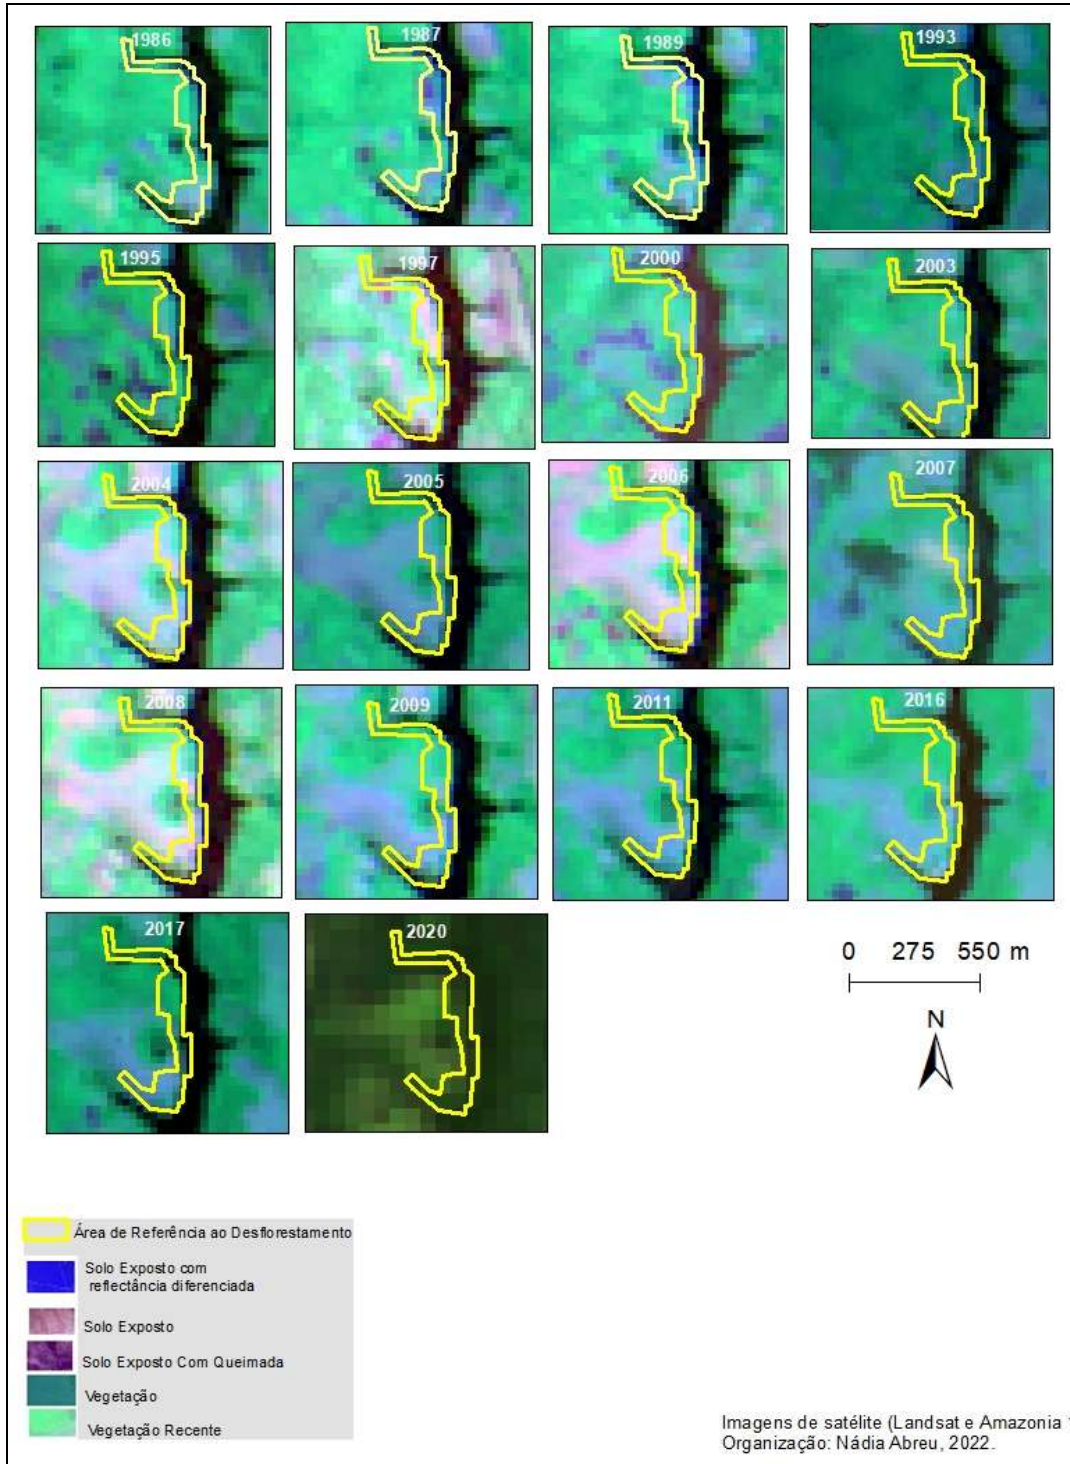 1986
1987
1989
1993
1995
1997
2000
2003
2004
2005
2006
2007
2008
2009
2011
2016
2017
2020
0 275 550 m
N
Área de Referência ao Desflorestamento
Solo Exposto com
reflectância diferenciada
Solo Exposto
Solo Exposto Com Queimada
Vegetação
Vegetação Recente
Imagens de satélite (Landsat e Amazonia
Organização: Nádia Abreu, 2022.